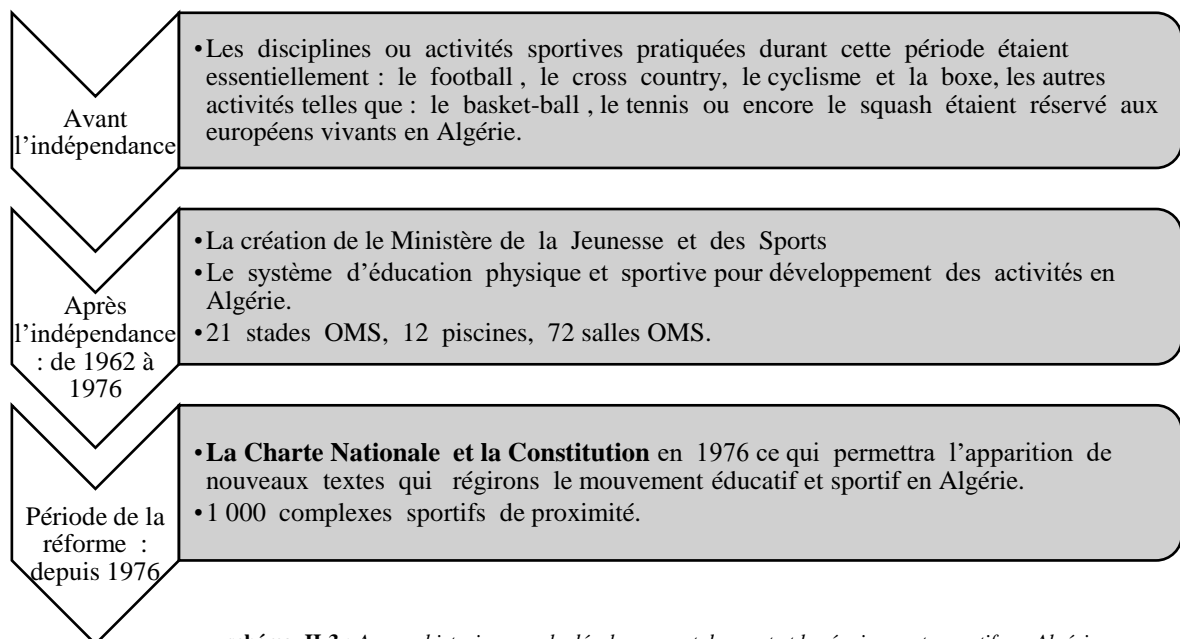 Avant
l’indépendance
•Les disciplines ou activités sportives pratiquées durant cette période étaient
essentiellement : le football , le cross country, le cyclisme et la boxe, les autres
activités telles que : le basket-ball , le tennis ou encore le squash étaient réservé aux
européens vivants en Algérie.
Après
l’indépendance
: de 1962 à
1976
•La création de le Ministère de la Jeunesse et des Sports
•Le système d’éducation physique et sportive pour développement des activités en
Algérie.
•21 stades OMS, 12 piscines, 72 salles OMS.
Période de la
réforme :
depuis 1976
•La Charte Nationale et la Constitution en 1976 ce qui permettra l’apparition de
nouveaux textes qui régirons le mouvement éducatif et sportif en Algérie.
•1 000 complexes sportifs de proximité.